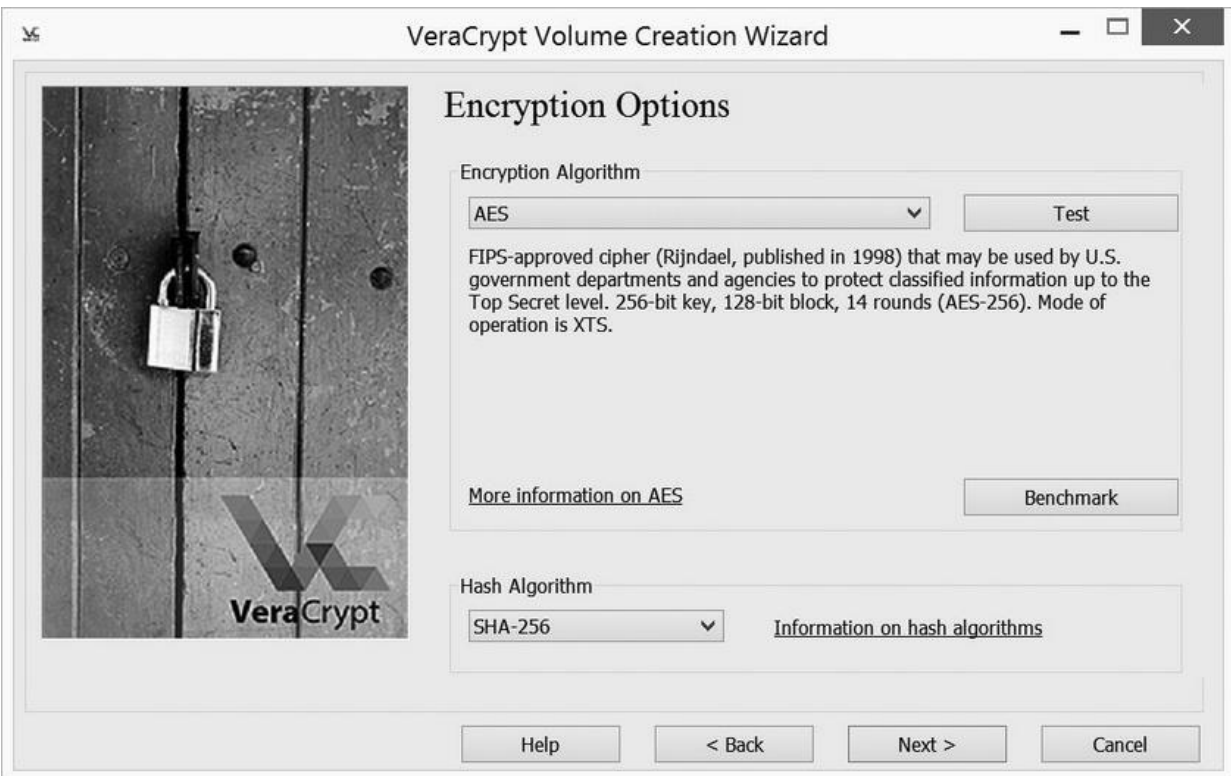 VeraCrypt Volume Creation Wizard
Encryption Options
Encryption Algorithm
AES
Test
FIPS-approved cipher (Rijndael, published in 1998) that may be used by U.S.
government departments and agencies to protect classified information up to the
Top Secret level. 256-bit key, 128-bit block, 14 rounds (AES-256). Mode of
operation is XTS.
More information on AES
Benchmark
VeraCrypt
Hash Algorithm
SHA-256
Information on hash algorithms
Help
< Back
Next >
Cancel